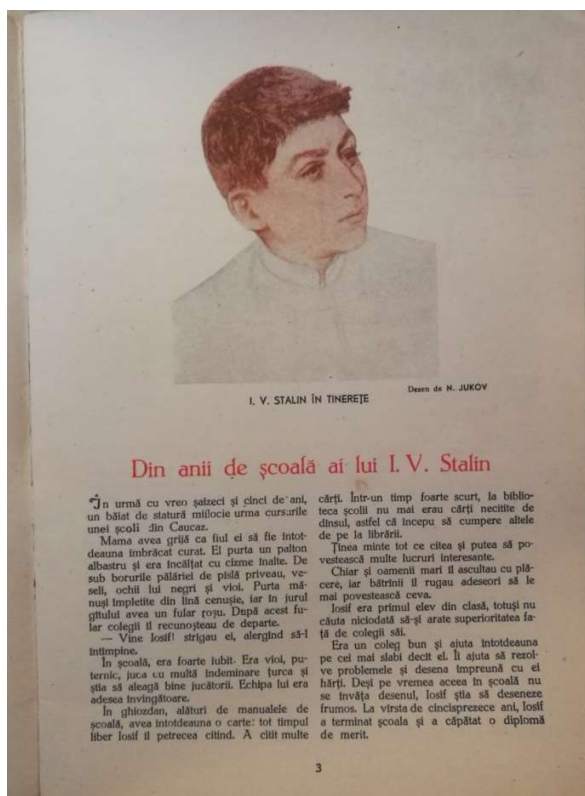 Desen de N. JUKOV
I. V. STALIN ÎN TINEREȚE
Din anii de școală ai lui I. V. Stalin
În urmă cu vreo șaizeci și cinci de ani,
un băiat de statură mijlocie urma cursurile
unei școli din Caucaz.
Mama avea grijă ca fiul ei să fie întot-
deauna îmbrăcat curat. El purta un palton
albastru și era încălțat cu cizme înalte. De
sub borurile pălăriei de pîslă priveau, ve-
seli, ochii lui negri și vioi. Purta mă-
nuși împletite din lînă cenușie, iar în jurul
gîtului avea un fular roșu. După acest fu-
lar colegii îl recunoșteau de departe.
— Vine Iosif! strigau ei, alergînd să-l
întîmpine.
În școală, era foarte iubit. Era vioi, pu-
ternic, juca cu multă îndemînare țurca și
știa să aleagă bine jucătorii. Echipa lui era
adesea învingătoare.
În ghiozdan, alături de manualele de
școală, avea întotdeauna o carte: tot timpul
liber Iosif îl petrecea citind. A citit multe
cărți. Într-un timp foarte scurt, la biblio-
teca școlii nu mai erau cărți necitite de
dînsul, astfel că începu să cumpere altele
de pe la librării.
Ținea minte tot ce citea și putea să po-
vestească multe lucruri interesante.
Chiar și oamenii mari îl ascultau cu plă-
cere, iar bătrînii îl rugau adeseori să le
mai povestească ceva.
Iosif era primul elev din clasă, totuși nu
căuta niciodată să-și arate superioritatea fa-
ță de colegii săi.
Era un coleg bun și ajuta întotdeauna
pe cei mai slabi decît el. Îi ajuta să rezol-
ve problemele și desena împreună cu ei
hărți. Deși pe vremea aceea în școală nu
se învăța desenul, Iosif știa să deseneze
frumos. La vîrsta de cincisprezece ani, Iosif
a terminat școala și a căpătat o diplomă
de merit.
3